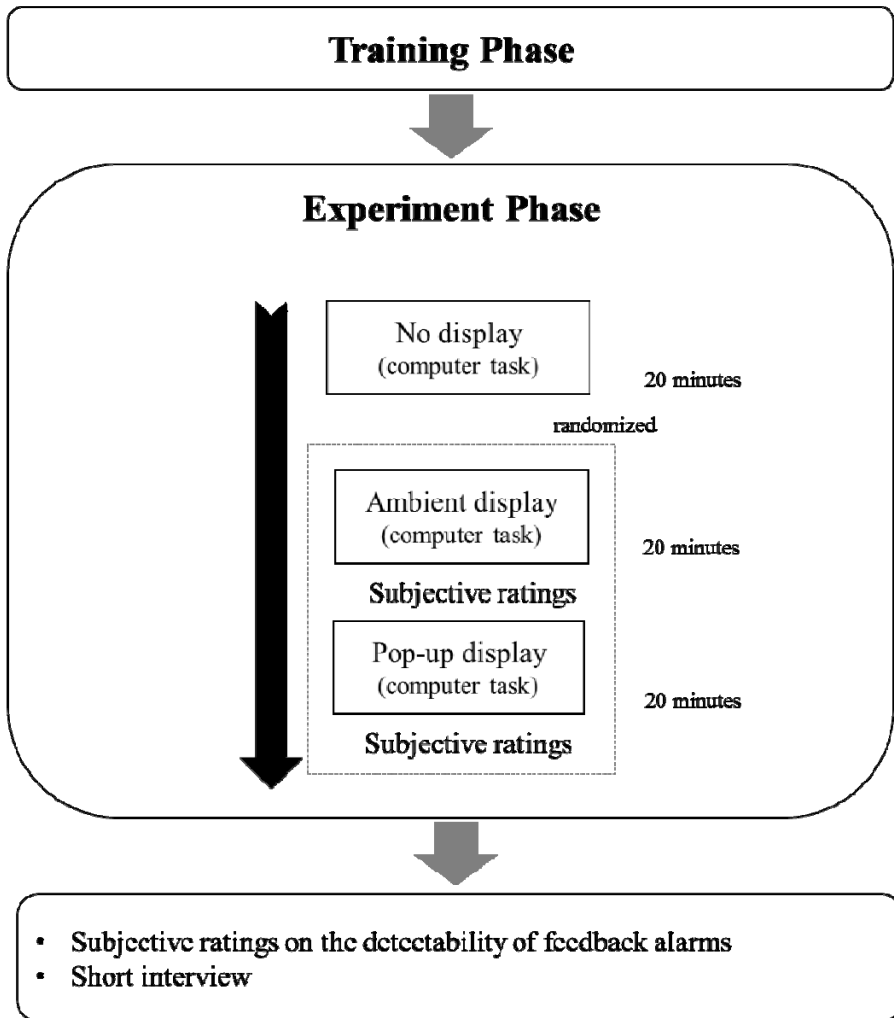 Training Phase
Experiment Phase
No display
(computer task)
20 minutes
randomized
Ambient display
(computer task)
20 minutes
Subjective ratings
Pop-up display
(computer task)
20 minutes
Subjective ratings
• Subjective ratings on the detectability of feedback alarms
• Short interview